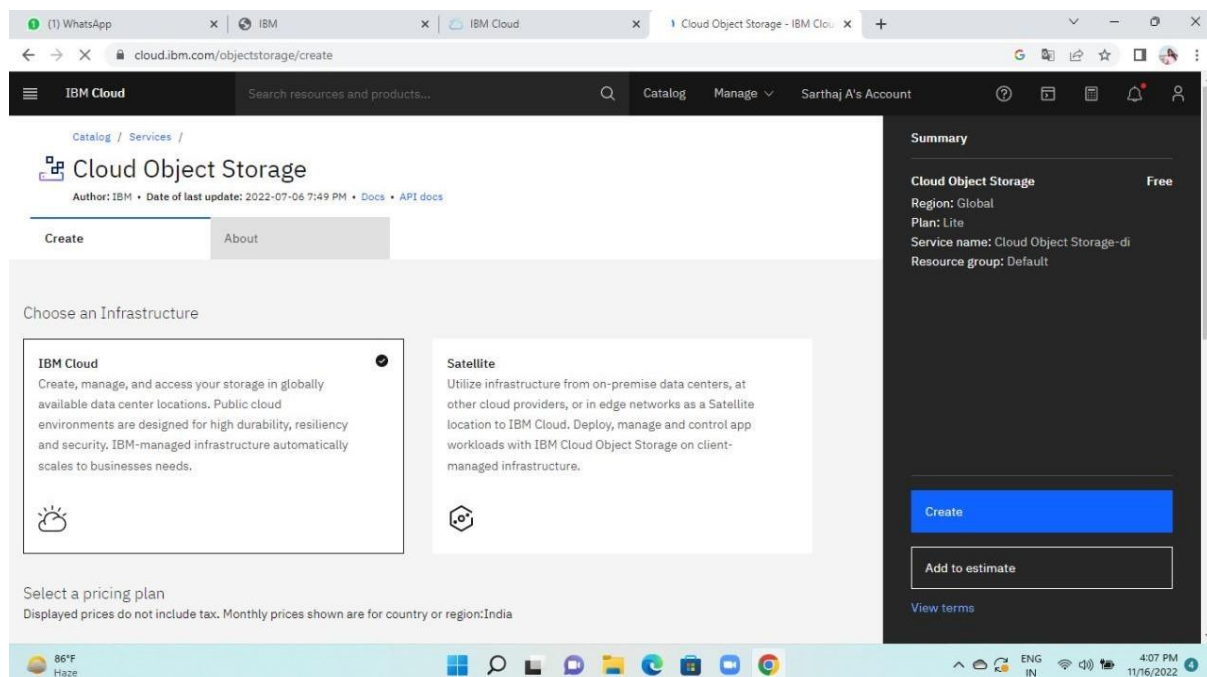 (1) WhatsApp
IBM
IBM Cloud
Cloud Object Storage - IBM Clou
cloud.ibm.com/objectstorage/create
IBM Cloud
Search resources and products...
Catalog
Manage
Sarthaj A's Account
Catalog / Services /
Cloud Object Storage
Author: IBM • Date of last update: 2022-07-06 7:49 PM • Docs • API docs
Create
About
Choose an Infrastructure
IBM Cloud
Create, manage, and access your storage in globally
available data center locations. Public cloud
environments are designed for high durability, resiliency
and security. IBM-managed infrastructure automatically
scales to businesses needs.
Satellite
Utilize infrastructure from on-premise data centers, at
other cloud providers, or in edge networks as a Satellite
location to IBM Cloud. Deploy, manage and control app
workloads with IBM Cloud Object Storage on client-
managed infrastructure.
Select a pricing plan
Displayed prices do not include tax. Monthly prices shown are for country or region:India
Summary
Cloud Object Storage Free
Region: Global
Plan: Lite
Service name: Cloud Object Storage-di
Resource group: Default
Create
Add to estimate
View terms
86°F
Haze
ENG
IN
4:07 PM
11/16/2022
4